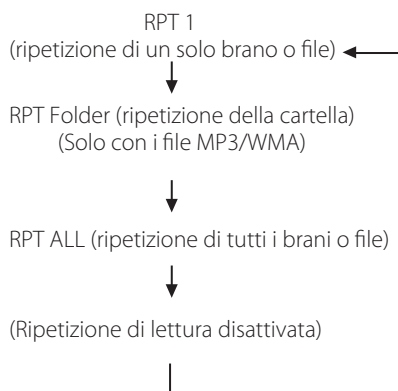 RPT 1
(ripetizione di un solo brano o file)
RPT Folder (ripetizione della cartella)
(Solo con i file MP3/WMA)
RPT ALL (ripetizione di tutti i brani o file)
(Ripetizione di lettura disattivata)